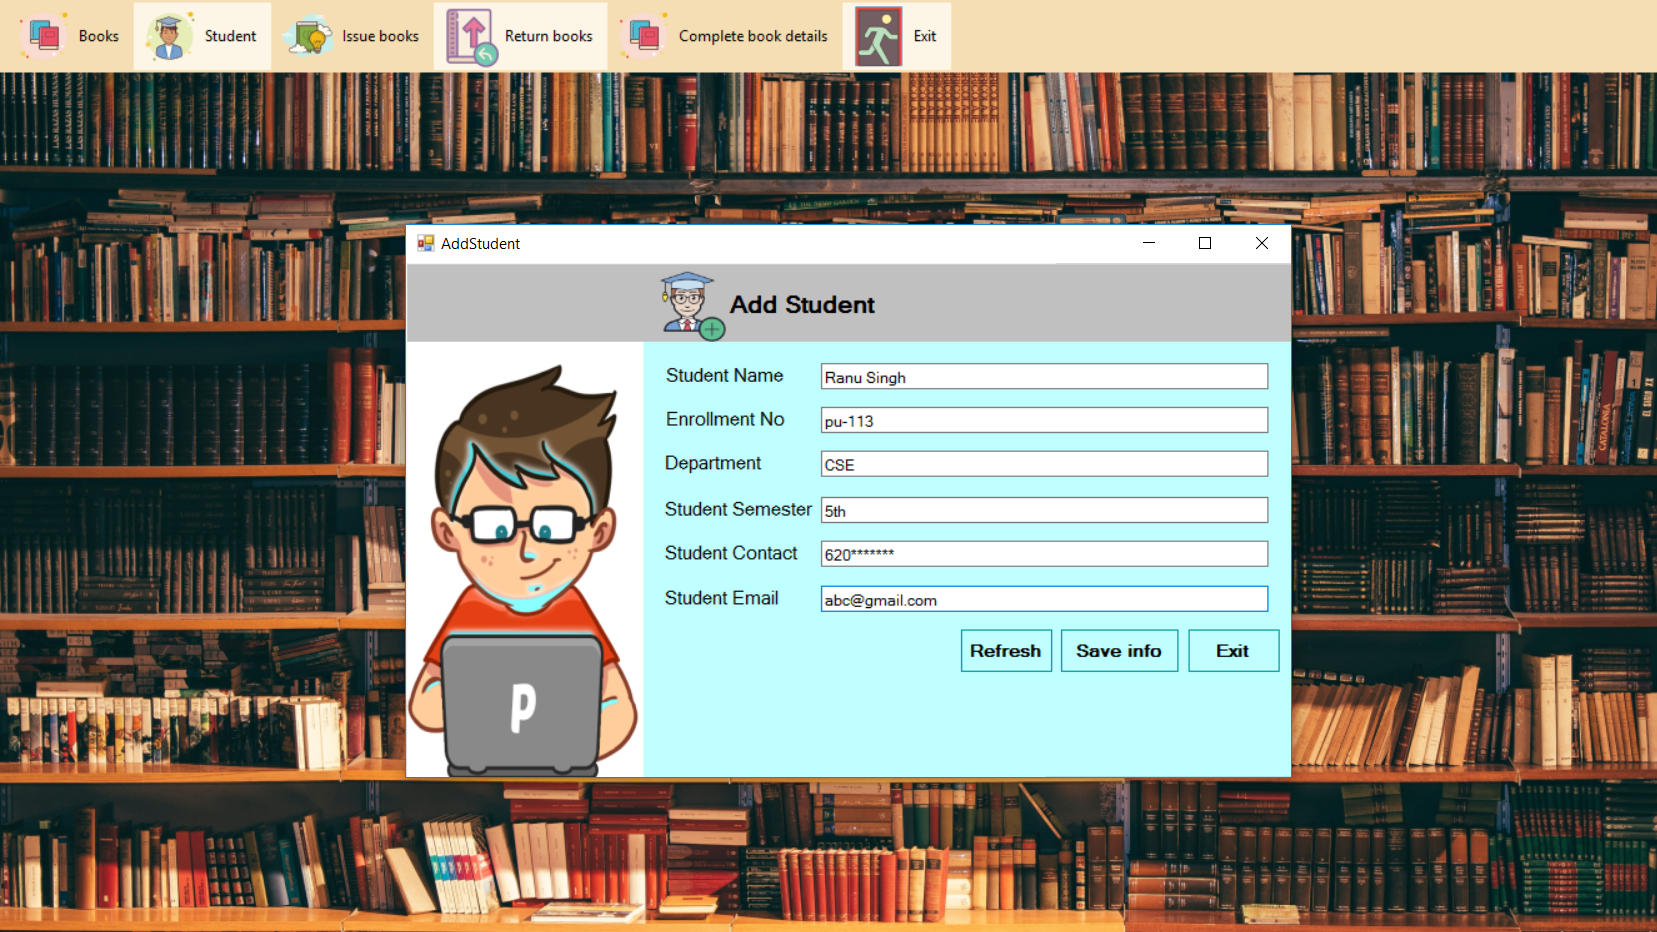 Books Student Issue books Return books Complete book details Exit
AddStudent
Add Student
Student Name Ranu Singh
Enrollment No pu-113
Department CSE
Student Semester 5th
Student Contact 620*******
Student Email abc@gmail.com
Refresh Save info Exit
P